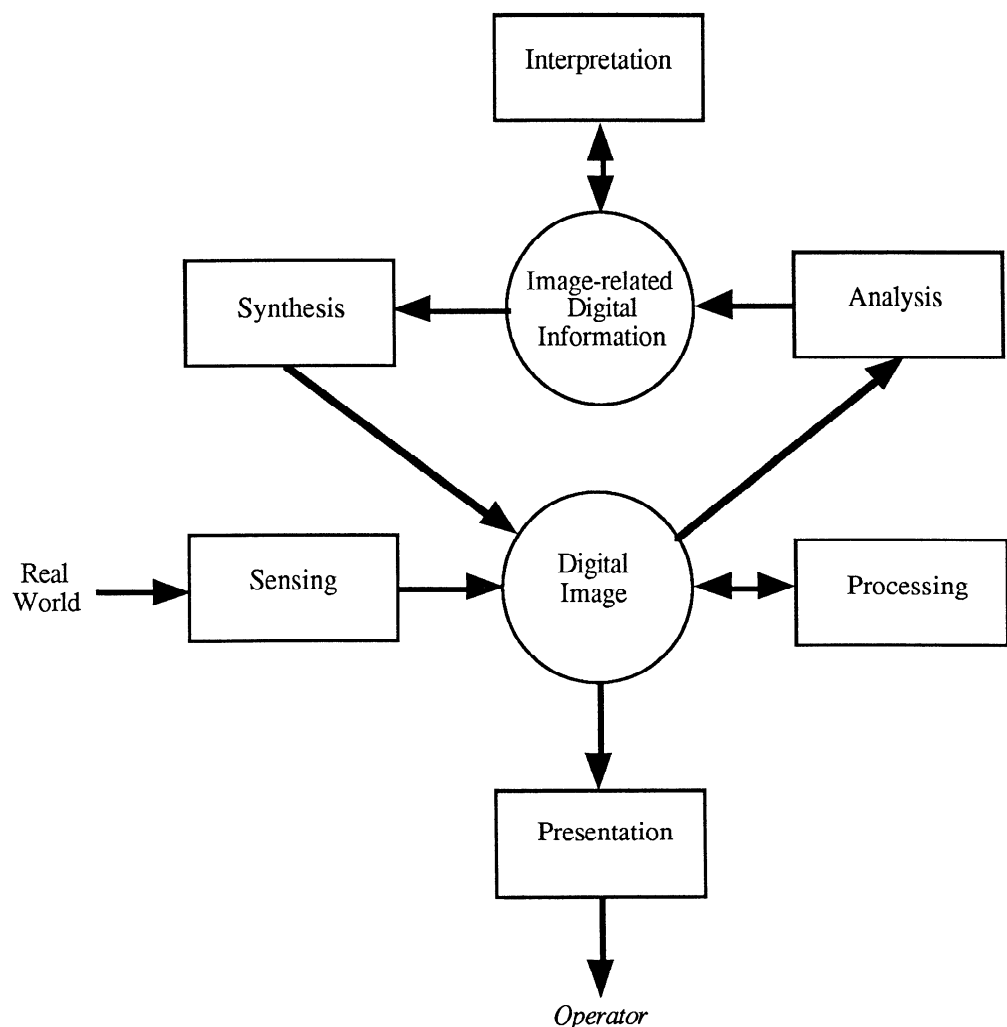 Interpretation
Synthesis
Image-related
Digital
Information
Analysis
Real
World
Sensing
Digital
Image
Processing
Presentation
Operator